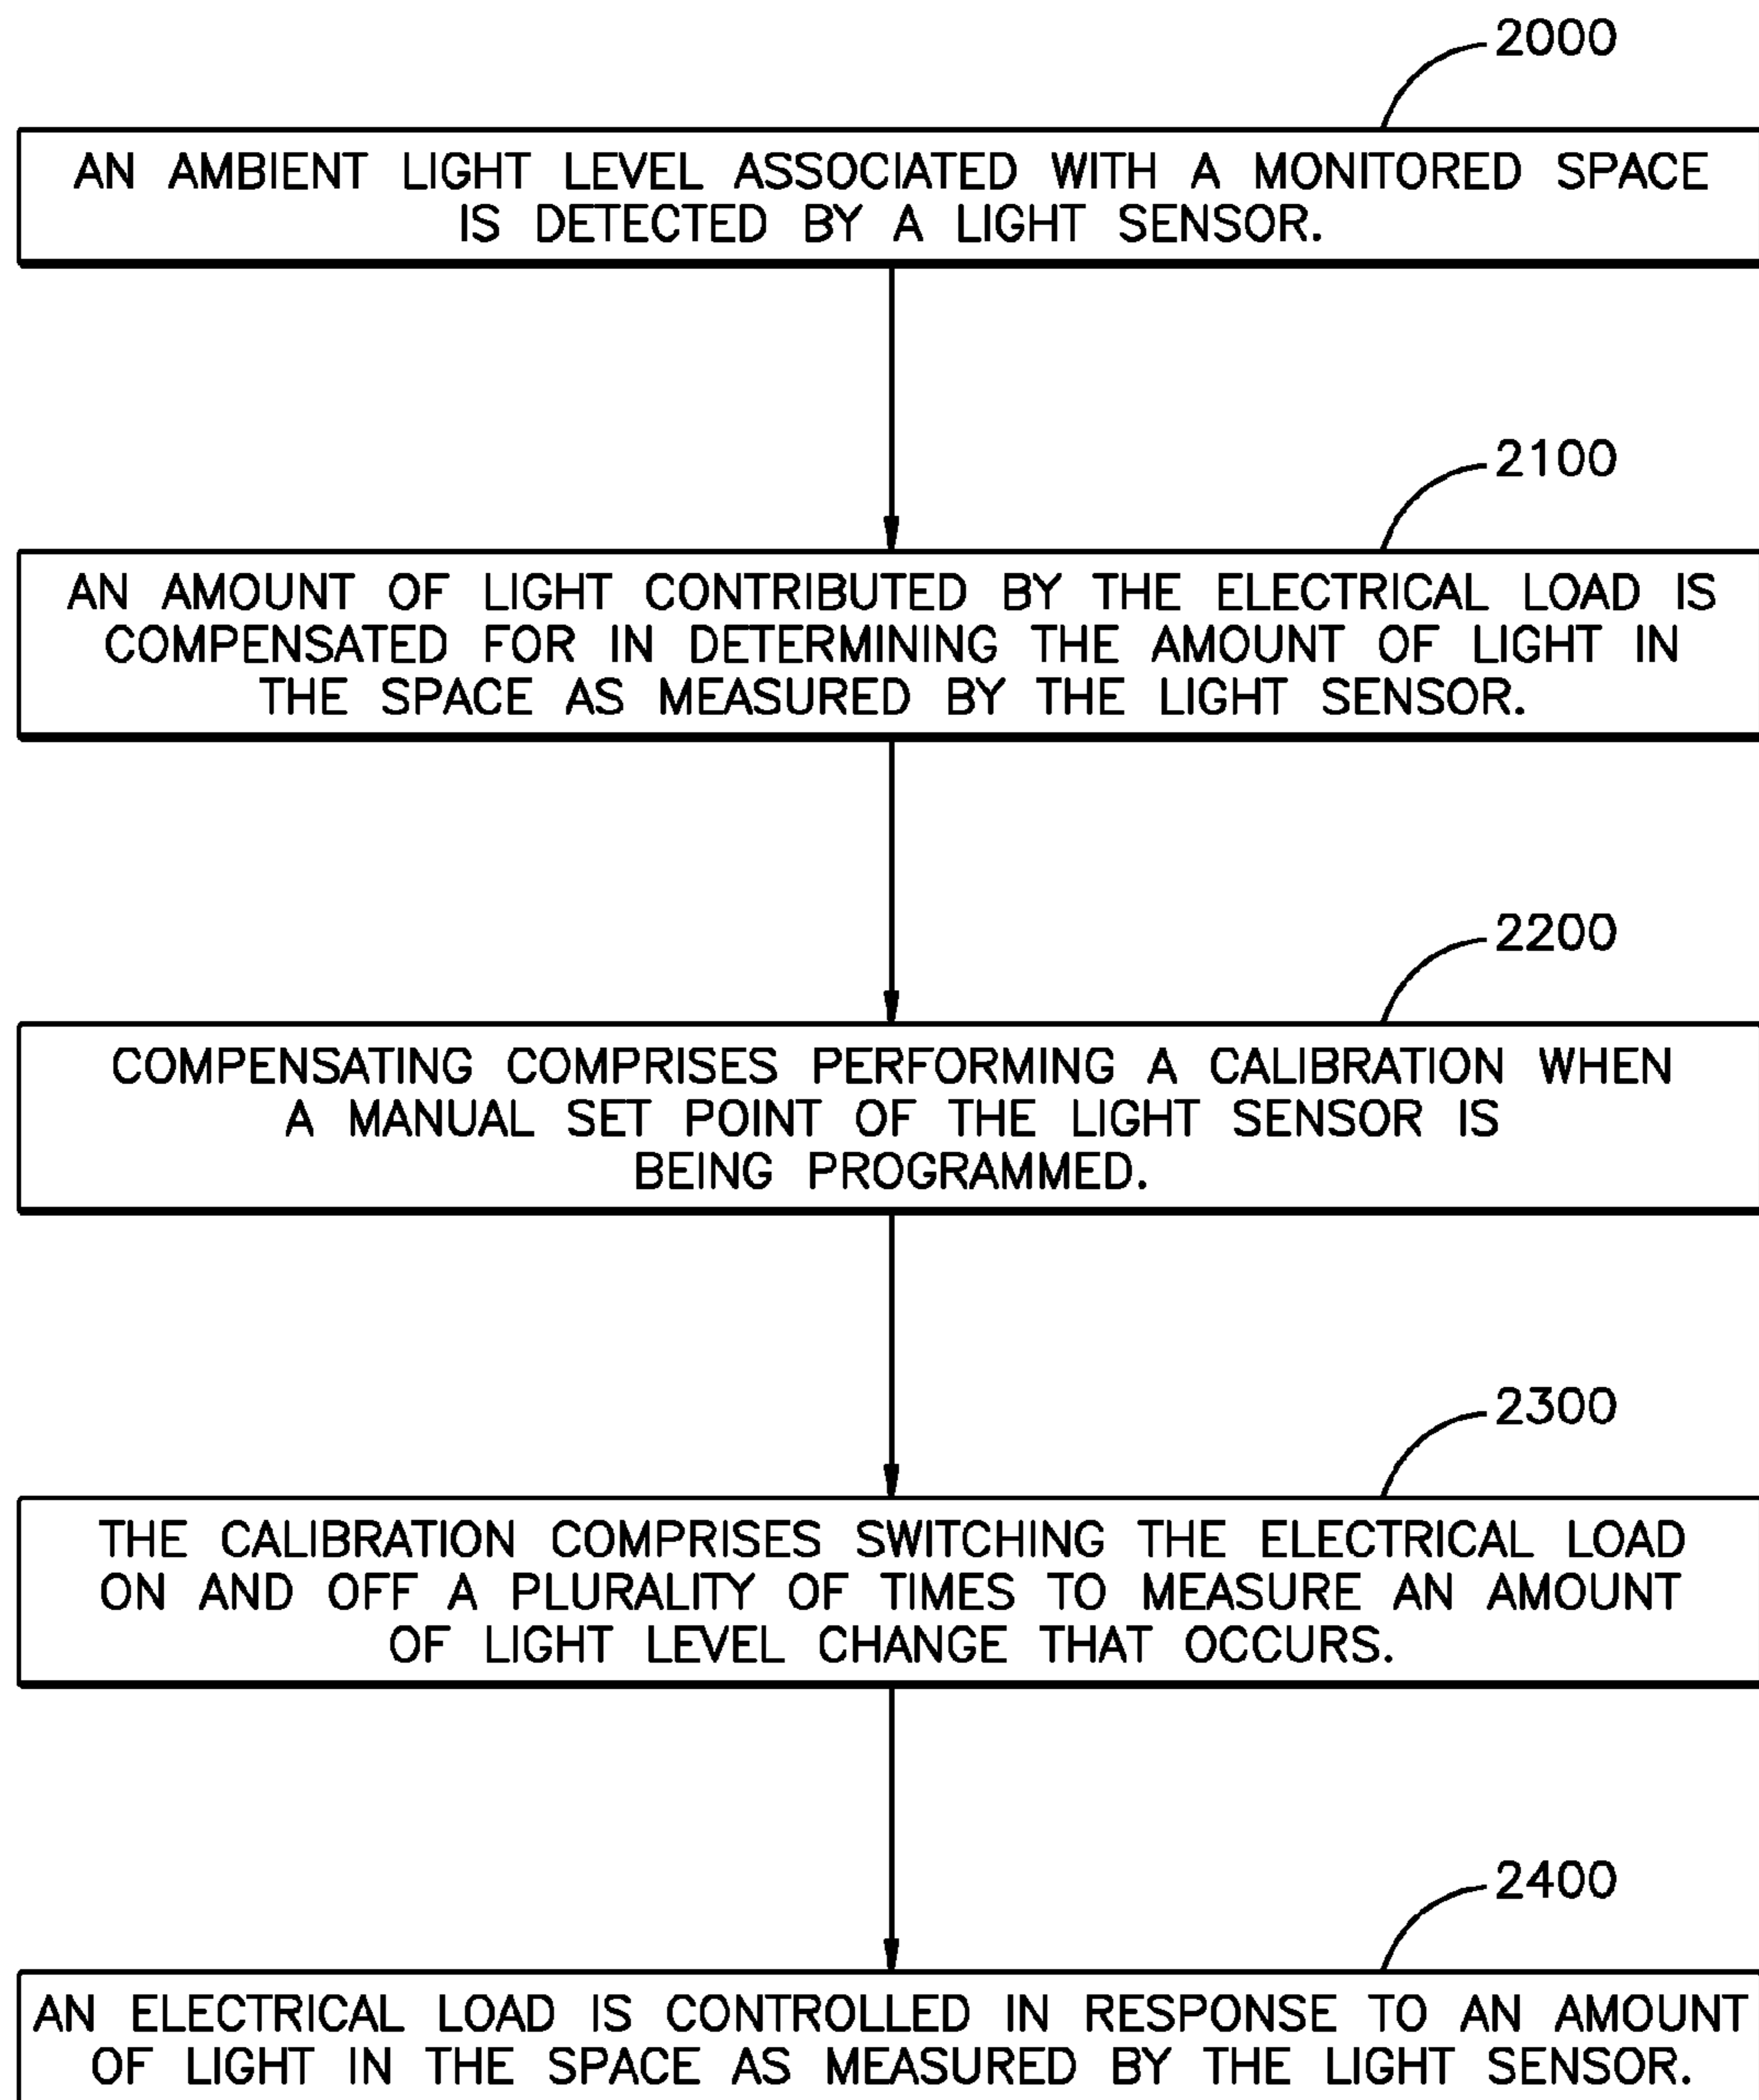 2000
AN AMBIENT LIGHT LEVEL ASSOCIATED WITH A MONITORED SPACE
IS DETECTED BY A LIGHT SENSOR.
2100
AN AMOUNT OF LIGHT CONTRIBUTED BY THE ELECTRICAL LOAD IS
COMPENSATED FOR IN DETERMINING THE AMOUNT OF LIGHT IN
THE SPACE AS MEASURED BY THE LIGHT SENSOR.
2200
COMPENSATING COMPRISES PERFORMING A CALIBRATION WHEN
A MANUAL SET POINT OF THE LIGHT SENSOR IS
BEING PROGRAMMED.
2300
THE CALIBRATION COMPRISES SWITCHING THE ELECTRICAL LOAD
ON AND OFF A PLURALITY OF TIMES TO MEASURE AN AMOUNT
OF LIGHT LEVEL CHANGE THAT OCCURS.
2400
AN ELECTRICAL LOAD IS CONTROLLED IN RESPONSE TO AN AMOUNT
OF LIGHT IN THE SPACE AS MEASURED BY THE LIGHT SENSOR.